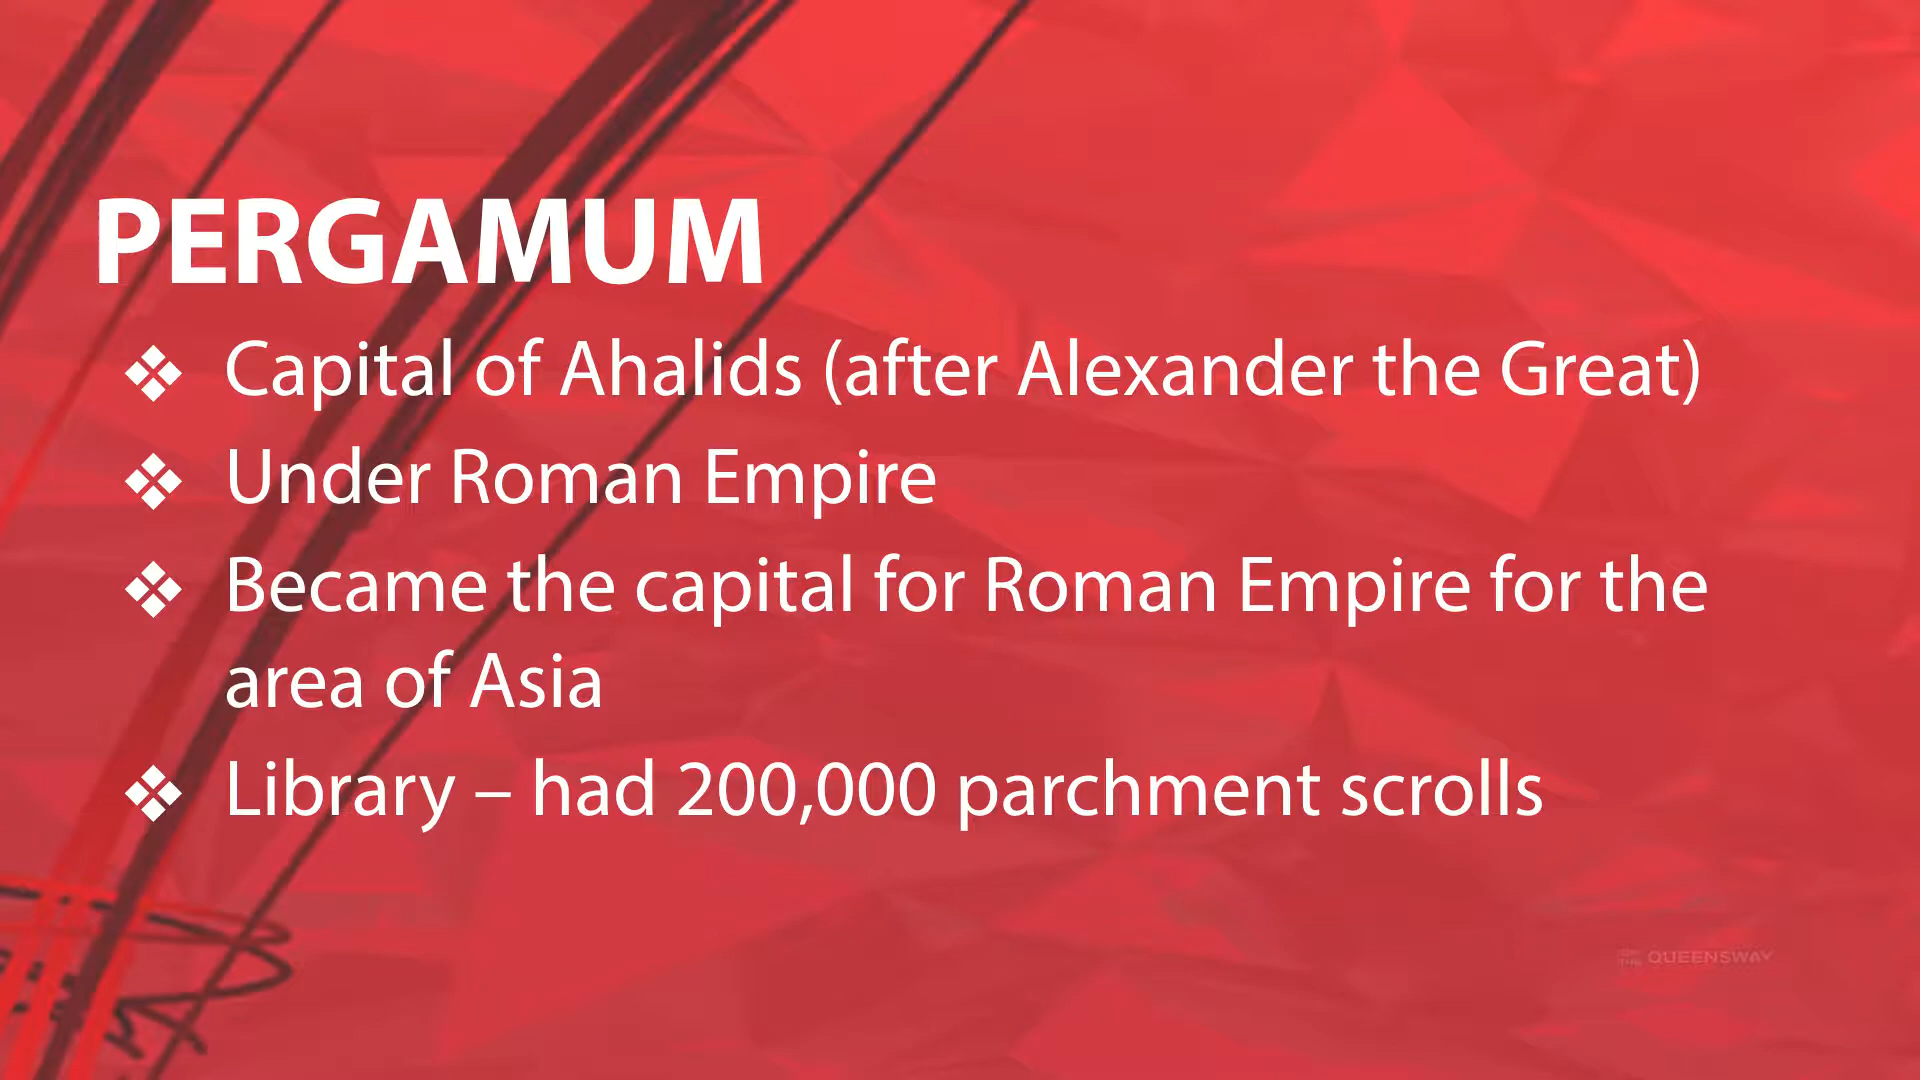 PERGAMUM
❖ Capital of Ahalids (after Alexander the Great)
❖ Under Roman Empire
❖ Became the capital for Roman Empire for the
area of Asia
❖ Library – had 200,000 parchment scrolls
QUEENSWAY